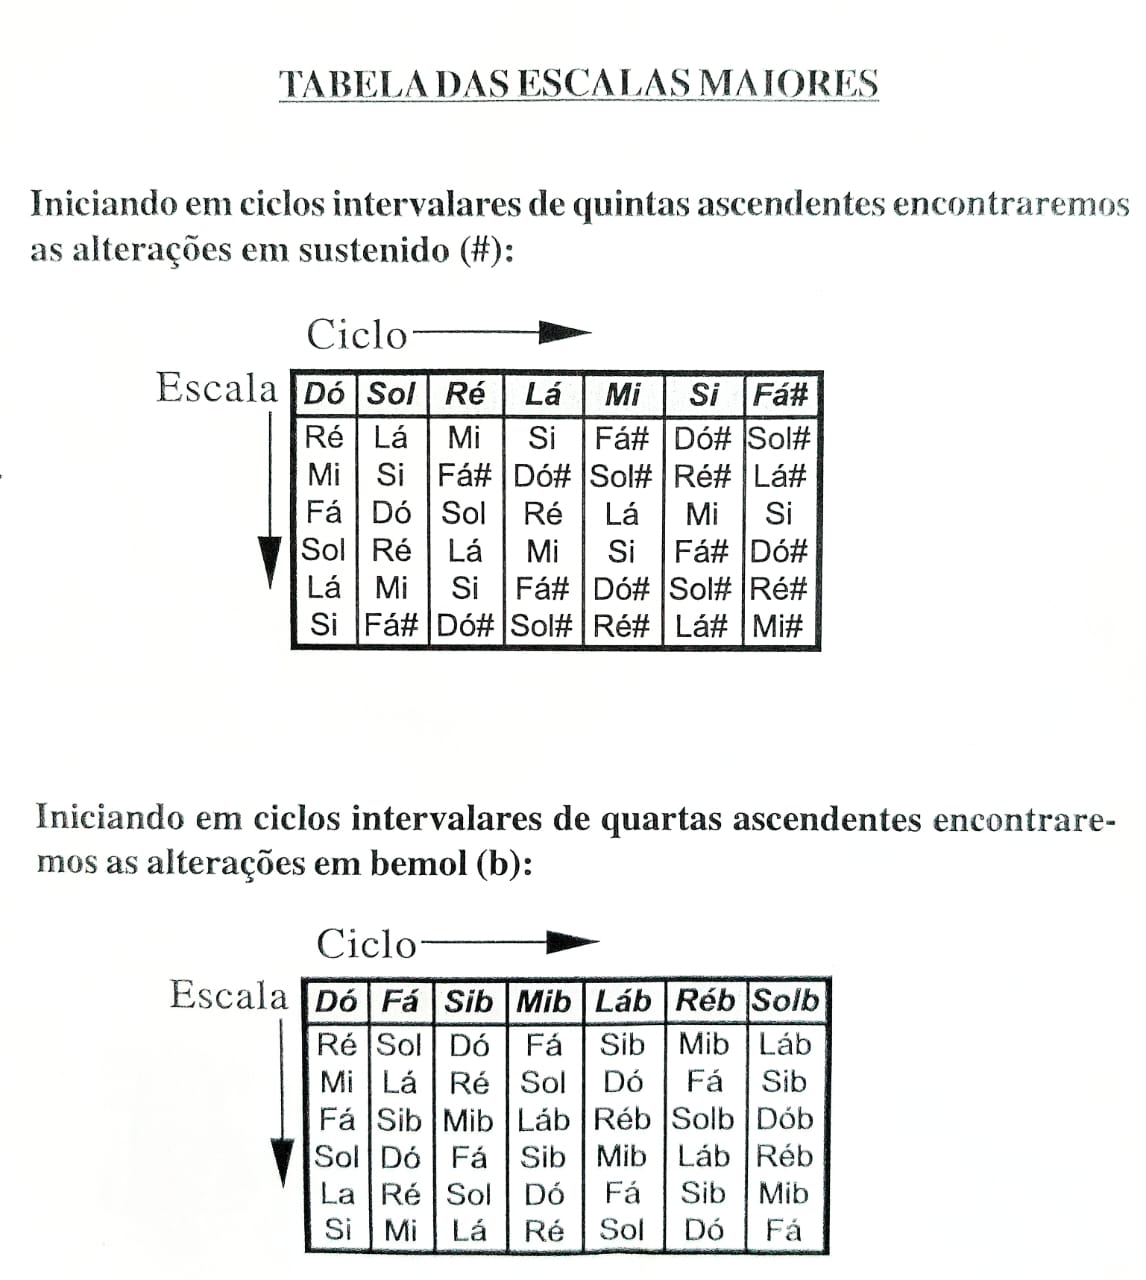 TABELA DAS ESCALAS MAIORES
Iniciando em ciclos intervalares de quintas ascendentes encontraremos
as alterações em sustenido (#):
Ciclo
Escala
Dó Sol Ré Lá Mi Si Fá#
Ré Lá Mi Si Fá# Dó# Sol#
Mi Si Fá# Dó# Sol# Ré# Lá#
Fá Dó Sol Ré Lá Mi Si
Sol Ré Lá Mi Si Fá# Dó#
Lá Mi Si Fá# Dó# Sol# Ré#
Si Fá# Dó# Sol# Ré# Lá# Mi#
Iniciando em ciclos intervalares de quartas ascendentes encontrare-
mos as alterações em bemol (b):
Ciclo
Escala
Dó Fá Sib Mib Láb Réb Solb
Ré Sol Dó Fá Sib Mib Láb
Mi Lá Ré Sol Dó Fá Sib
Fá Sib Mib Láb Réb Solb Dób
Sol Dó Fá Sib Mib Láb Réb
La Ré Sol Dó Fá Sib Mib
Si Mi Lá Ré Sol Dó Fá